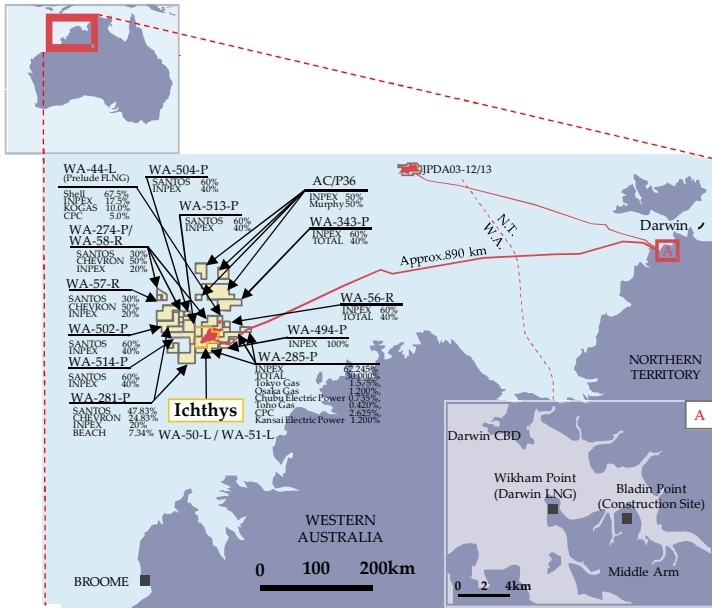 WA-44-L
(Prelude FLNG)
Shell 67.5%
INPEX 17.5%
KOGAS 10.0%
CPC 5.0%
WA-504-P
SANTOS 60%
INPEX 40%
WA-513-P
SANTOS 60%
INPEX 40%
AC/P36
INPEX 50%
Murphy 50%
WA-343-P
INPEX 60%
TOTAL 40%
JPDA03-12/13
N.T.
W.A.
Darwin
A
Approx.890 km
WA-274-P/
WA-58-R
SANTOS 30%
CHEVRON 50%
INPEX 20%
WA-57-R
SANTOS 30%
CHEVRON 50%
INPEX 20%
WA-502-P
SANTOS 60%
INPEX 40%
WA-514-P
SANTOS 60%
INPEX 40%
WA-281-P
SANTOS 47.83%
CHEVRON 24.83%
INPEX 20%
BEACH 7.34%
WA-56-R
INPEX 60%
TOTAL 40%
WA-494-P
INPEX 100%
WA-285-P
INPEX 62.245%
TOTAL 30.000%
Tokyo Gas 1.575%
Osaka Gas 1.200%
Chubu Electric Power 0.735%
Toho Gas 0.420%
CPC 2.625%
Kansai Electric Power 1.200%
Ichthys
WA-50-L / WA-51-L
NORTHERN
TERRITORY
WESTERN
AUSTRALIA
BROOME
0 100 200km
A
Darwin CBD
Wikham Point
(Darwin LNG)
Bladin Point
(Construction Site)
Middle Arm
0 2 4km